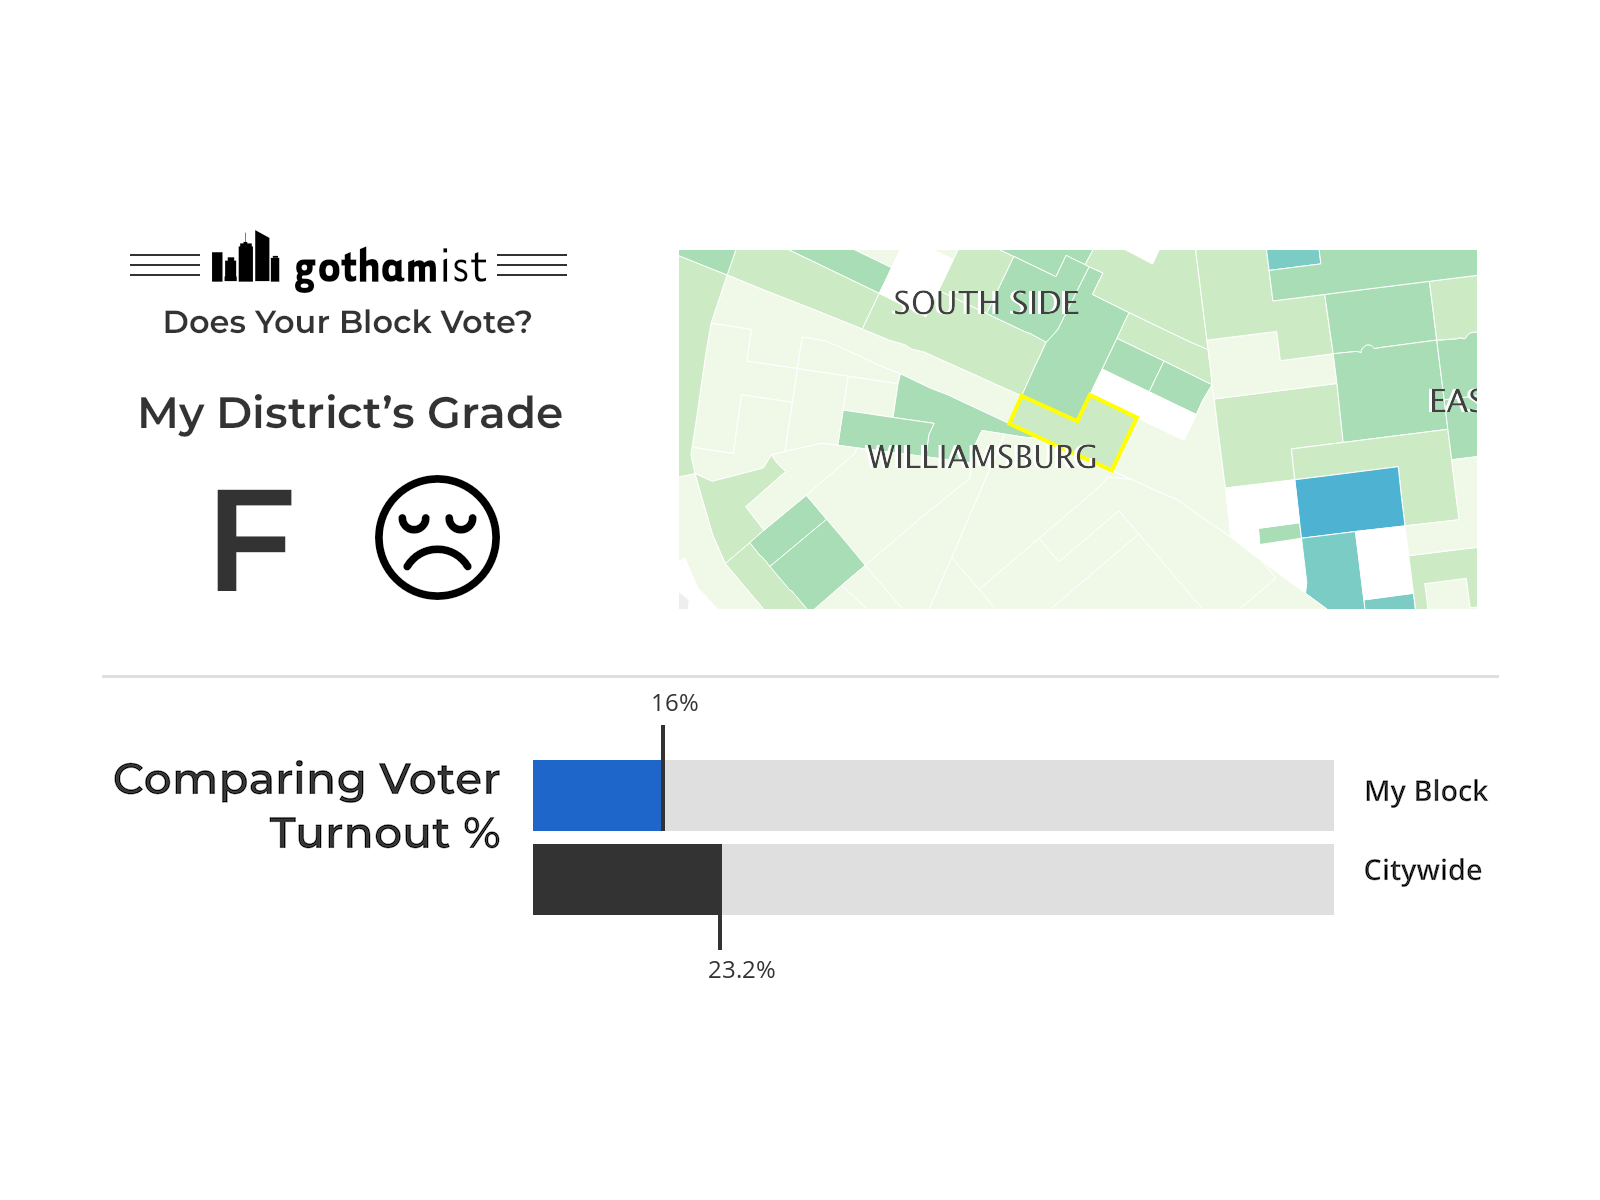 gothamist
Does Your Block Vote?
My District’s Grade
F
SOUTH SIDE
EAS
WILLIAMSBURG
16%
Comparing Voter
Turnout %
My Block
Citywide
23.2%